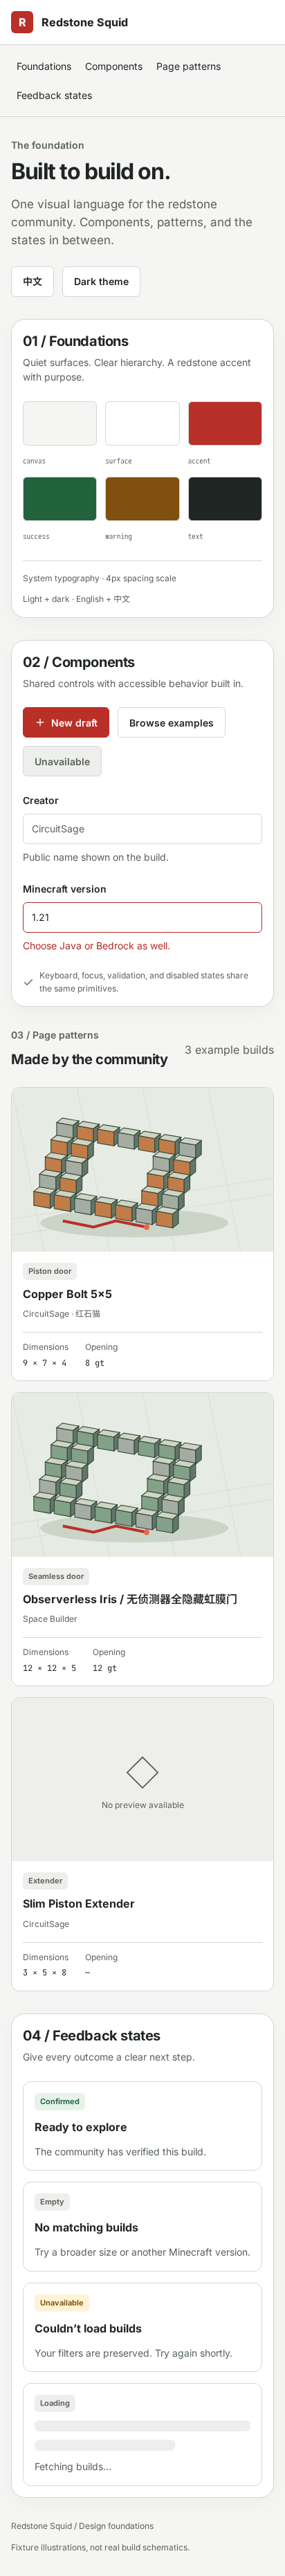 R Redstone Squid
Foundations Components Page patterns
Feedback states
The foundation
Built to build on.
One visual language for the redstone
community. Components, patterns, and the
states in between.
中文 Dark theme
01 / Foundations
Quiet surfaces. Clear hierarchy. A redstone accent
with purpose.
canvas surface accent
success warning text
System typography · 4px spacing scale
Light + dark · English + 中文
02 / Components
Shared controls with accessible behavior built in.
+ New draft Browse examples
Unavailable
Creator
CircuitSage
Public name shown on the build.
Minecraft version
1.21
Choose Java or Bedrock as well.
Keyboard, focus, validation, and disabled states share
the same primitives.
03 / Page patterns
Made by the community
3 example builds
Piston door
Copper Bolt 5×5
CircuitSage · 红石猫
Dimensions Opening
9 × 7 × 4 8 gt
Seamless door
Observerless Iris / 无侦测器全隐藏虹膜门
Space Builder
Dimensions Opening
12 × 12 × 5 12 gt
No preview available
Extender
Slim Piston Extender
CircuitSage
Dimensions Opening
3 × 5 × 8 —
04 / Feedback states
Give every outcome a clear next step.
Confirmed
Ready to explore
The community has verified this build.
Empty
No matching builds
Try a broader size or another Minecraft version.
Unavailable
Couldn’t load builds
Your filters are preserved. Try again shortly.
Loading
Fetching builds…
Redstone Squid / Design foundations
Fixture illustrations, not real build schematics.